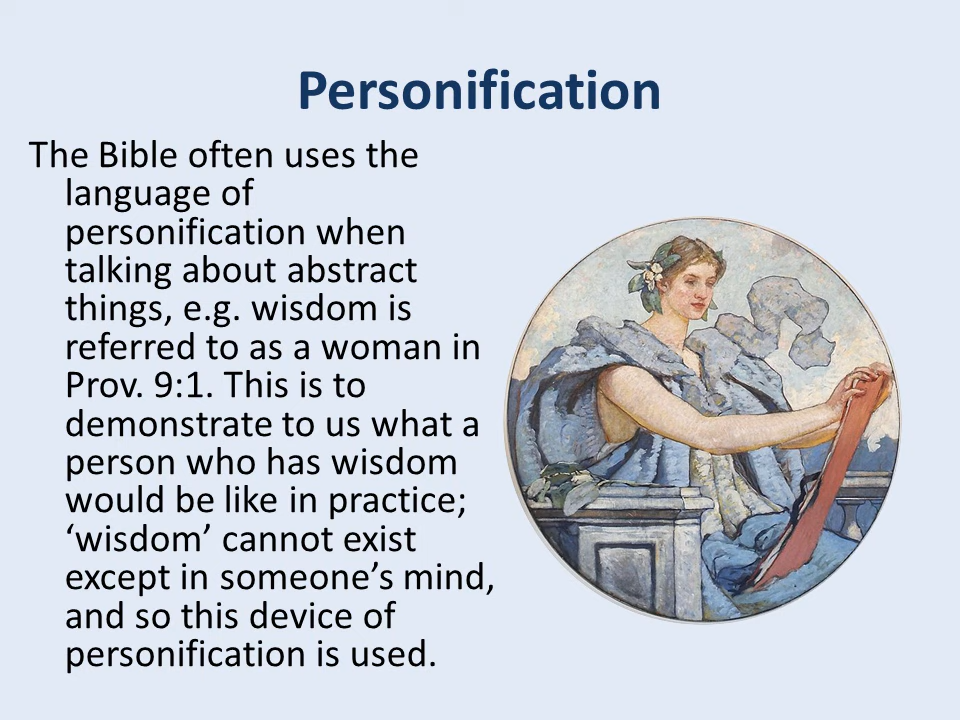 Personification
The Bible often uses the
language of
personification when
talking about abstract
things, e.g. wisdom is
referred to as a woman in
Prov. 9:1. This is to
demonstrate to us what a
person who has wisdom
would be like in practice;
‘wisdom’ cannot exist
except in someone’s mind,
and so this device of
personification is used.